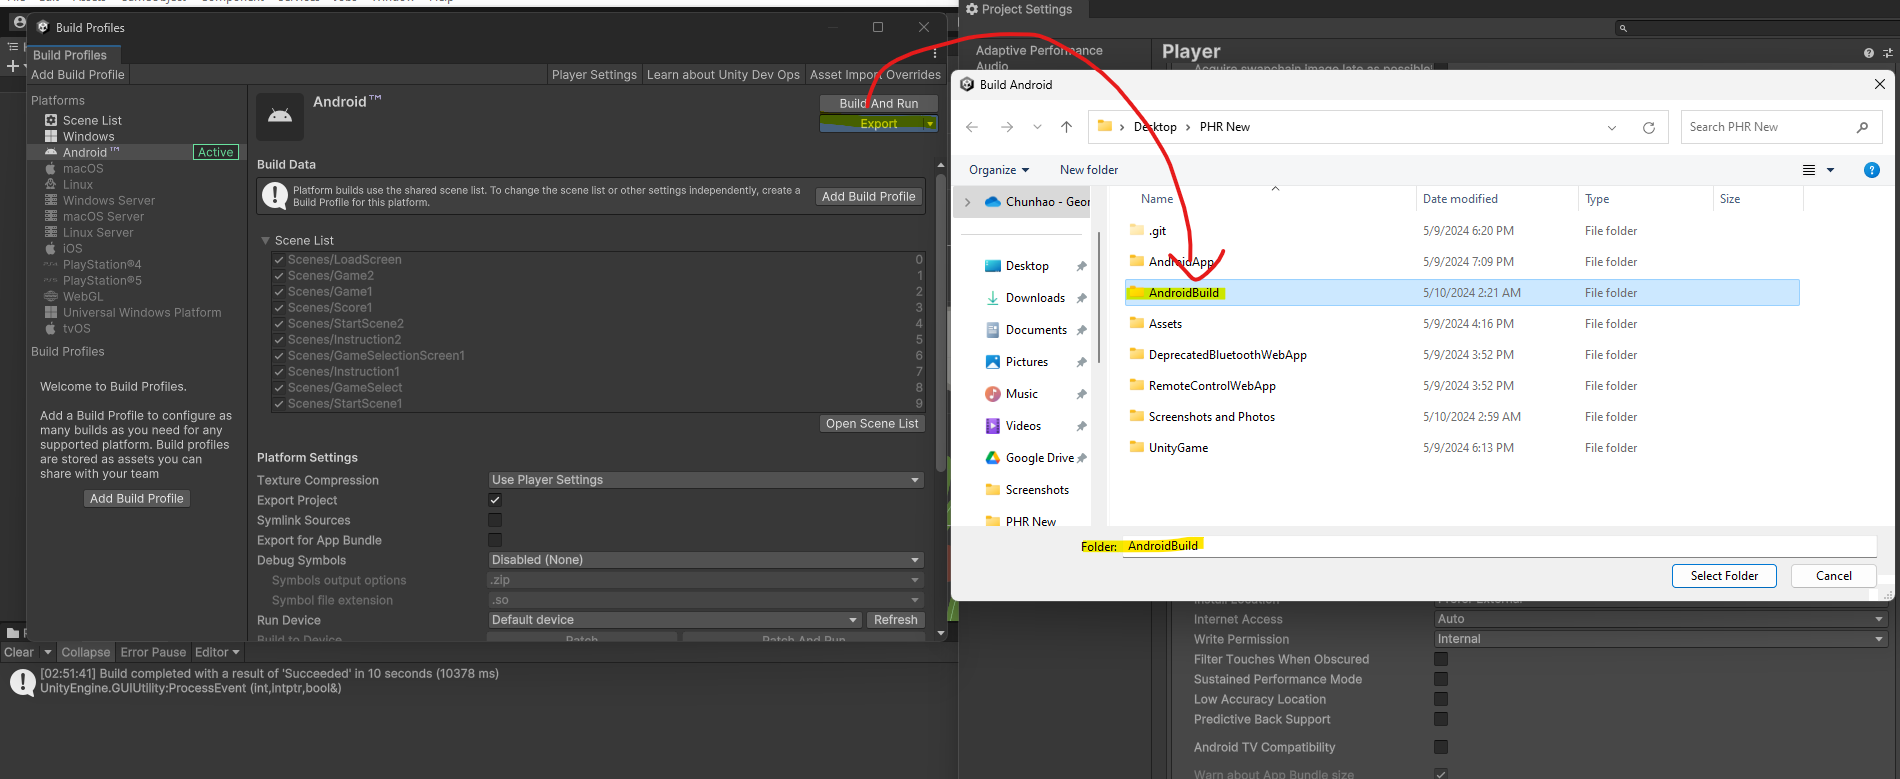 Build Profiles
Build Profiles
Add Build Profile
Player Settings
Learn about Unity Dev Ops
Asset Import Overrides
Platforms
Scene List
Windows
Android™
Active
macOS
Linux
Windows Server
macOS Server
Linux Server
iOS
PlayStation®4
PlayStation®5
WebGL
Universal Windows Platform
tvOS
Build Profiles
Welcome to Build Profiles.
Add a Build Profile to configure as
many builds as you need for any
supported platform. Build profiles
are stored as assets you can
share with your team
Add Build Profile
Android™
Build And Run
Export
Build Data
Platform builds use the shared scene list. To change the scene list or other settings independently, create a
Build Profile for this platform.
Add Build Profile
Scene List
Scenes/LoadScreen 0
Scenes/Game2 1
Scenes/Game1 2
Scenes/Score1 3
Scenes/StartScene2 4
Scenes/Instruction2 5
Scenes/GameSelectionScreen1 6
Scenes/Instruction1 7
Scenes/GameSelect 8
Scenes/StartScene1 9
Open Scene List
Platform Settings
Texture Compression Use Player Settings
Export Project
Symlink Sources
Export for App Bundle
Debug Symbols Disabled (None)
Symbols output options .zip
Symbol file extension .so
Run Device Default device Refresh
Build to Device Patch Patch And Run
Clear Collapse Error Pause Editor
[02:51:41] Build completed with a result of 'Succeeded' in 10 seconds (10378 ms)
UnityEngine.GUIUtility:ProcessEvent (int,intptr,bool&)
Project Settings
Adaptive Performance
Audio
Player
Acquire swapchain image late as possible
Build Android
Desktop
PHR New
Search PHR New
Organize
New folder
Chunhao - Geor
Desktop
Downloads
Documents
Pictures
Music
Videos
Google Drive
Screenshots
PHR New
Name Date modified Type Size
.git 5/9/2024 6:20 PM File folder
AndroidApp 5/9/2024 7:09 PM File folder
AndroidBuild 5/10/2024 2:21 AM File folder
Assets 5/9/2024 4:16 PM File folder
DeprecatedBluetoothWebApp 5/9/2024 3:52 PM File folder
RemoteControlWebApp 5/9/2024 3:52 PM File folder
Screenshots and Photos 5/10/2024 2:59 AM File folder
UnityGame 5/9/2024 6:13 PM File folder
Folder: AndroidBuild
Select Folder
Cancel
Install Location Prefer External
Internet Access Auto
Write Permission Internal
Filter Touches When Obscured
Sustained Performance Mode
Low Accuracy Location
Predictive Back Support
Android TV Compatibility
Warn about App Bundle size